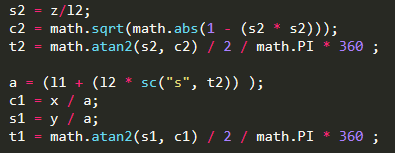 s2 = z/l2;
c2 = math.sqrt(math.abs(1 - (s2 * s2)));
t2 = math.atan2(s2, c2) / 2 / math.PI * 360 ;
a = (l1 + (l2 * sc("s", t2)) );
c1 = x / a;
s1 = y / a;
t1 = math.atan2(s1, c1) / 2 / math.PI * 360 ;